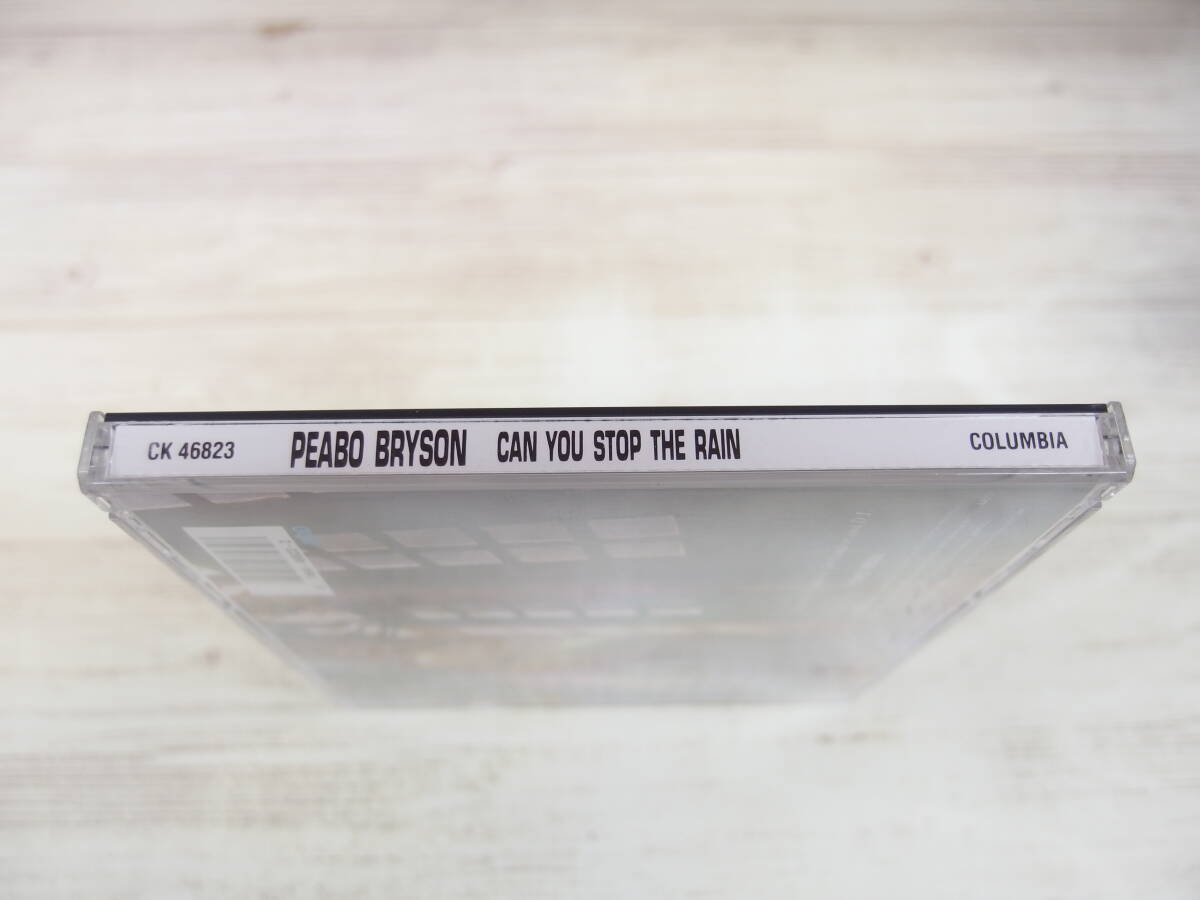 CK 46823 PEABO BRYSON CAN YOU STOP THE RAIN COLUMBIA